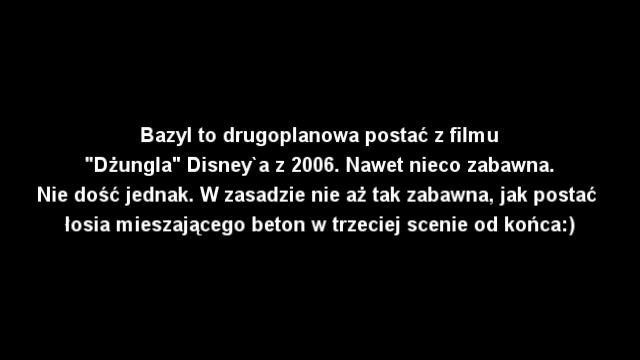 Bazyl to drugoplanowa postać z filmu
"Dżungla" Disney`a z 2006. Nawet nieco zabawna.
Nie dość jednak. W zasadzie nie aż tak zabawna, jak postać
łosia mieszającego beton w trzeciej scenie od końca:)